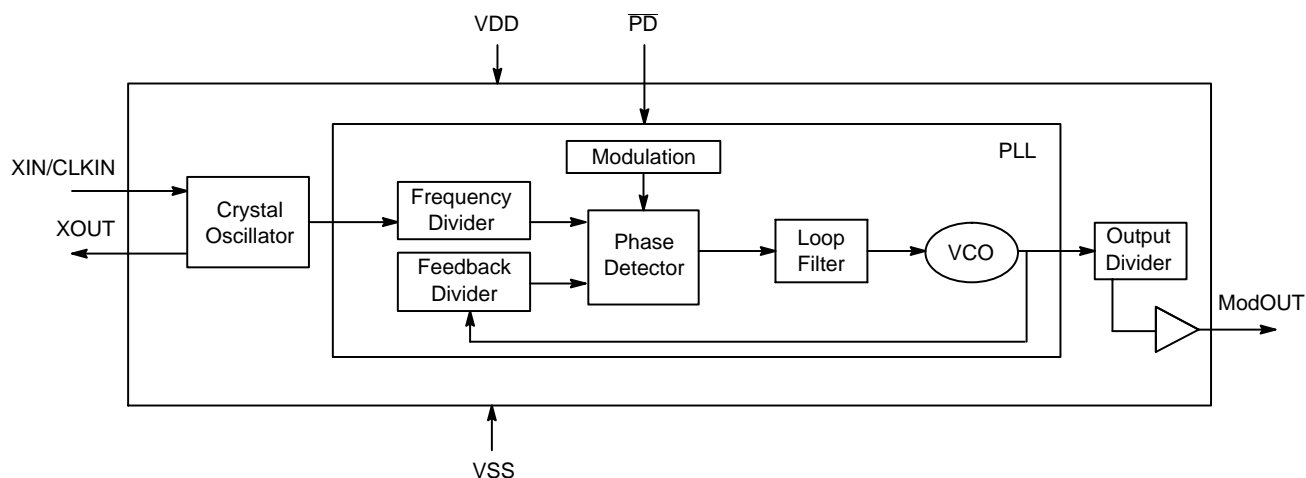 VDD
P̅D̅
Modulation
PLL
XIN/CLKIN
XOUT
Crystal
Oscillator
Frequency
Divider
Feedback
Divider
Phase
Detector
Loop
Filter
VCO
Output
Divider
ModOUT
VSS